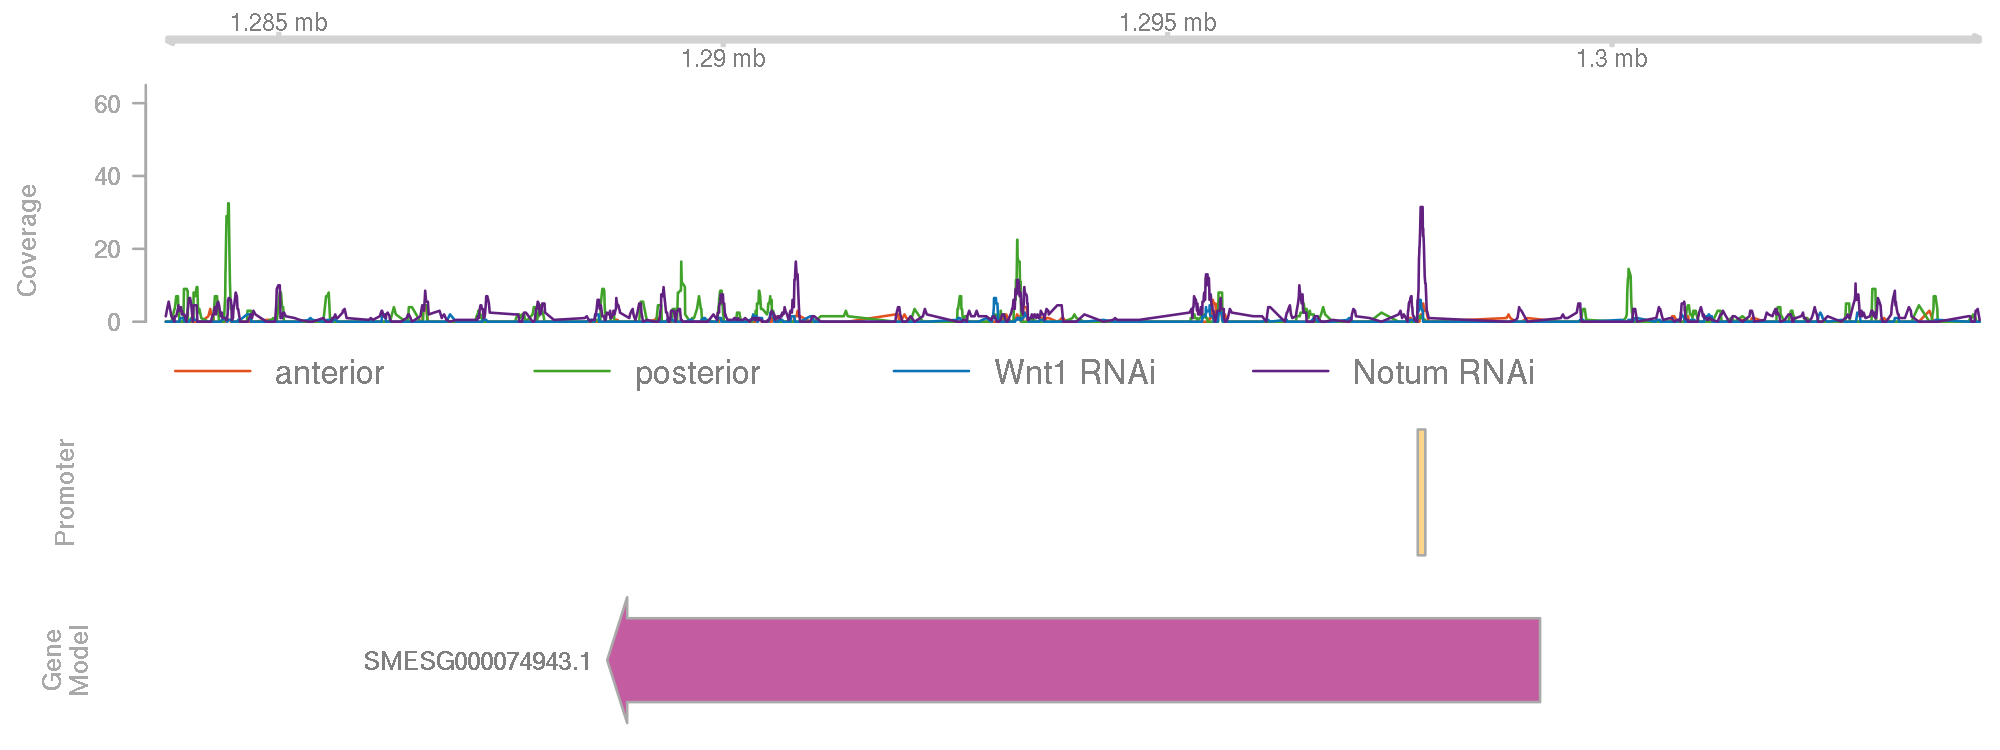 1.285 mb
1.295 mb
1.29 mb
1.3 mb
Coverage
60
40
20
0
anterior
posterior
Wnt1 RNAi
Notum RNAi
Promoter
Gene
Model
SMESG000074943.1